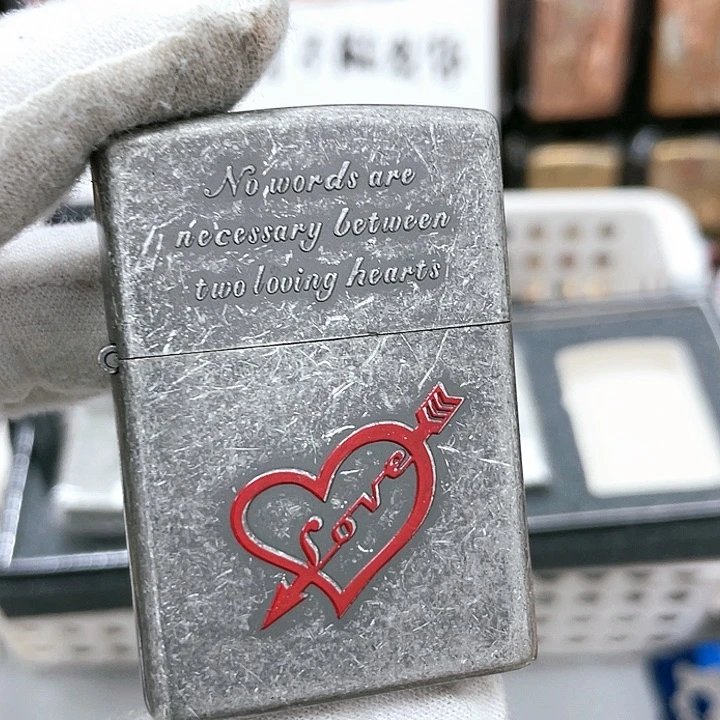 No words are
necessary between
two loving hearts
Love